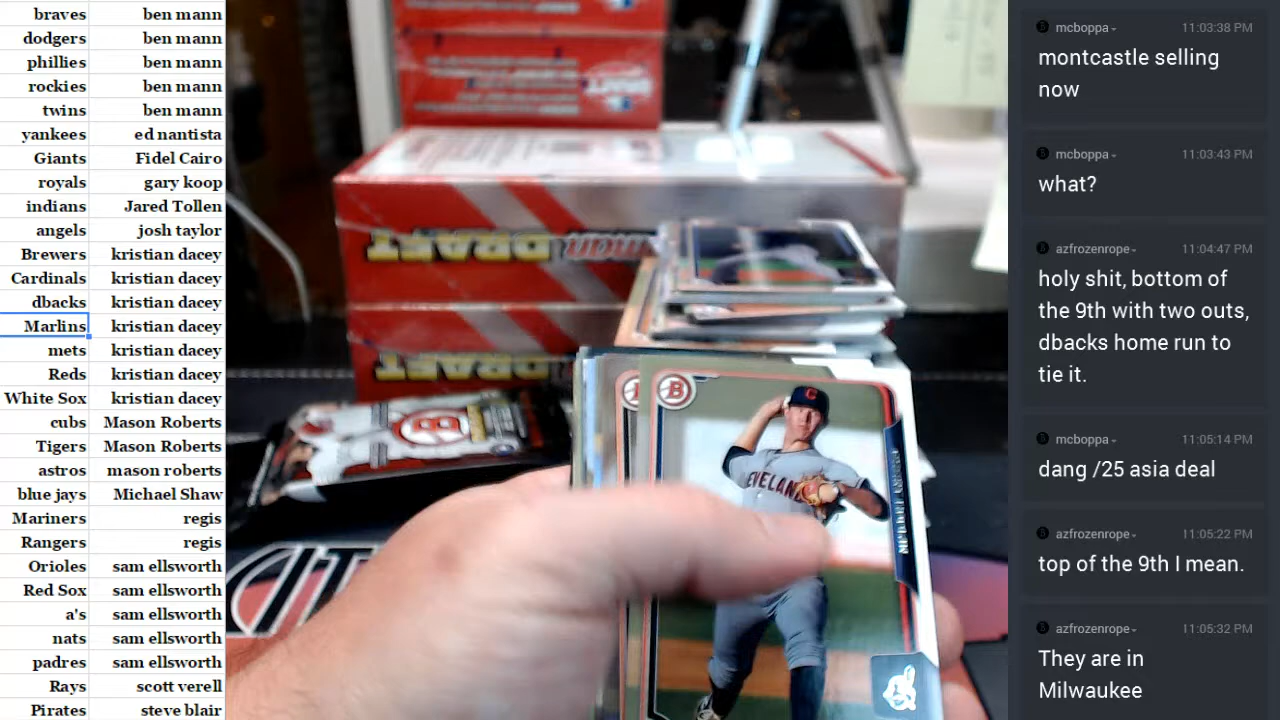 braves ben mann
dodgers ben mann
phillies ben mann
rockies ben mann
twins ben mann
yankees ed nantista
Giants Fidel Cairo
royals gary koop
indians Jared Tollen
angels josh taylor
Brewers kristian dacey
Cardinals kristian dacey
dbacks kristian dacey
Marlins kristian dacey
mets kristian dacey
Reds kristian dacey
White Sox kristian dacey
cubs Mason Roberts
Tigers Mason Roberts
astros mason roberts
blue jays Michael Shaw
Mariners regis
Rangers regis
Orioles sam ellsworth
Red Sox sam ellsworth
a's sam ellsworth
nats sam ellsworth
padres sam ellsworth
Rays scott verell
Pirates steve blair
DRAFT
DRAFT
B
B
C
EVELAN
mcboppa 11:03:38 PM
montcastle selling
now
mcboppa 11:03:43 PM
what?
azfrozenrope 11:04:47 PM
holy shit, bottom of
the 9th with two outs,
dbacks home run to
tie it.
mcboppa 11:05:14 PM
dang /25 asia deal
azfrozenrope 11:05:22 PM
top of the 9th I mean.
azfrozenrope 11:05:32 PM
They are in
Milwaukee